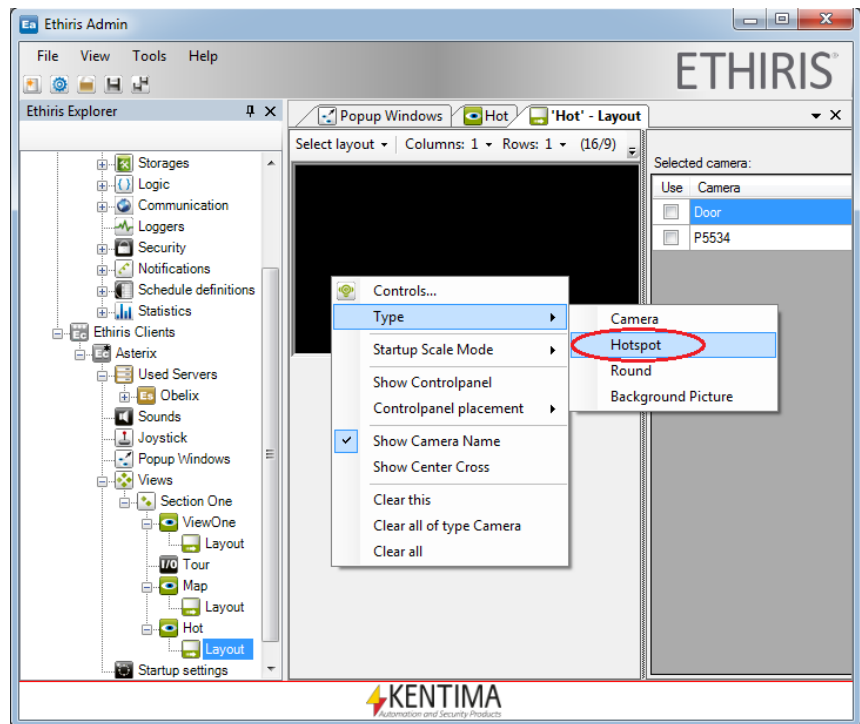 Ethiris Admin
File View Tools Help
ETHIRIS
Ethiris Explorer
Popup Windows
Hot
'Hot' - Layout
Select layout
Columns: 1
Rows: 1
(16/9)
Selected camera:
Use Camera
Door
P5534
Storages
Logic
Communication
Loggers
Security
Notifications
Schedule definitions
Statistics
Ethiris Clients
Asterix
Used Servers
Obelix
Sounds
Joystick
Popup Windows
Views
Section One
ViewOne
Layout
I/O Tour
Map
Layout
Hot
Layout
Startup settings
Controls...
Type
Startup Scale Mode
Show Controlpanel
Controlpanel placement
Show Camera Name
Show Center Cross
Clear this
Clear all of type Camera
Clear all
Camera
Hotspot
Round
Background Picture
KENTIMA
Automation and Security Products